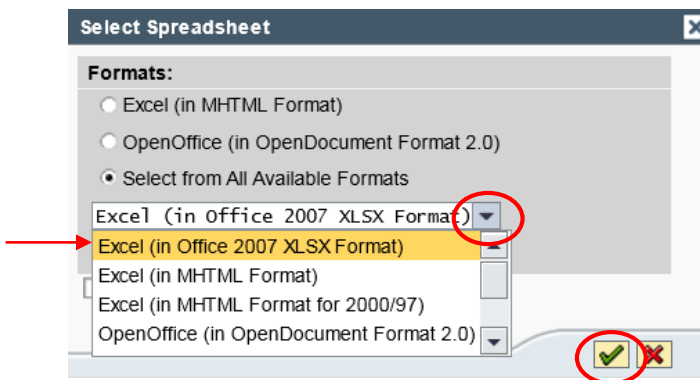 Select Spreadsheet
Formats:
Excel (in MHTML Format)
OpenOffice (in OpenDocument Format 2.0)
Select from All Available Formats
Excel (in Office 2007 XLSX Format)
Excel (in Office 2007 XLSX Format)
Excel (in MHTML Format)
Excel (in MHTML Format for 2000/97)
OpenOffice (in OpenDocument Format 2.0)